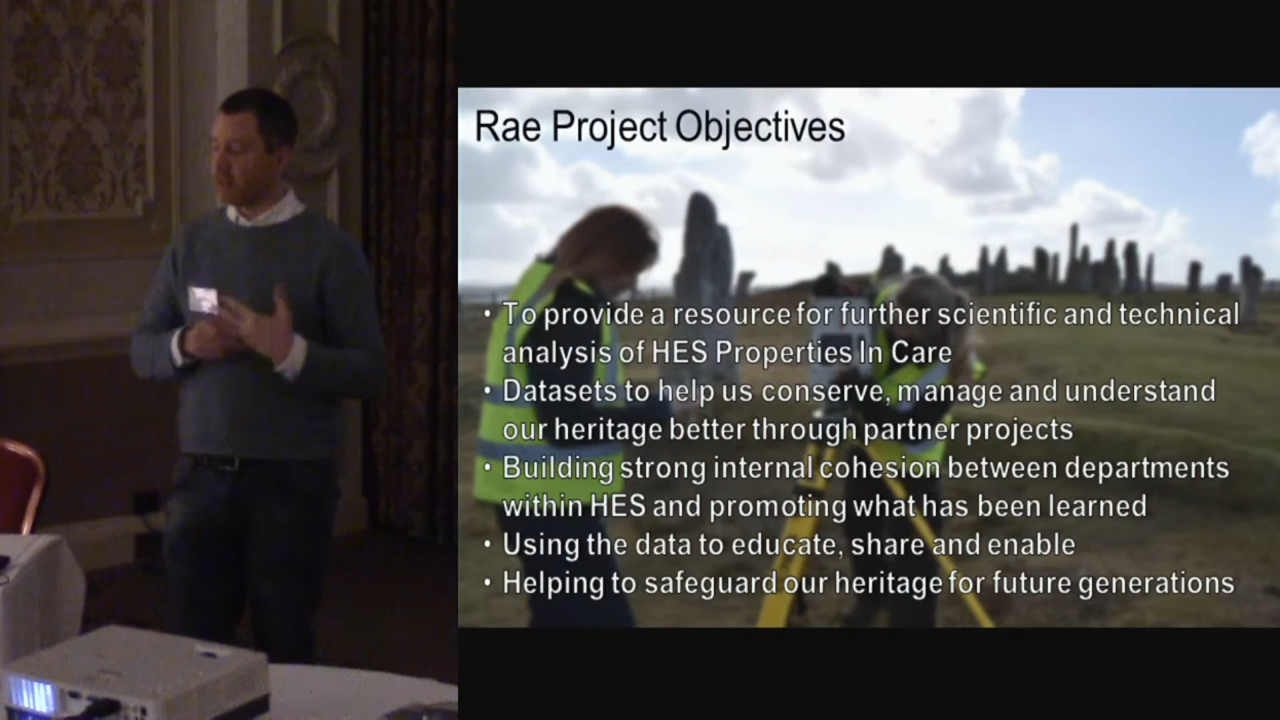 Rae Project Objectives
• To provide a resource for further scientific and technical
analysis of HES Properties In Care
• Datasets to help us conserve, manage and understand
our heritage better through partner projects
• Building strong internal cohesion between departments
within HES and promoting what has been learned
• Using the data to educate, share and enable
• Helping to safeguard our heritage for future generations